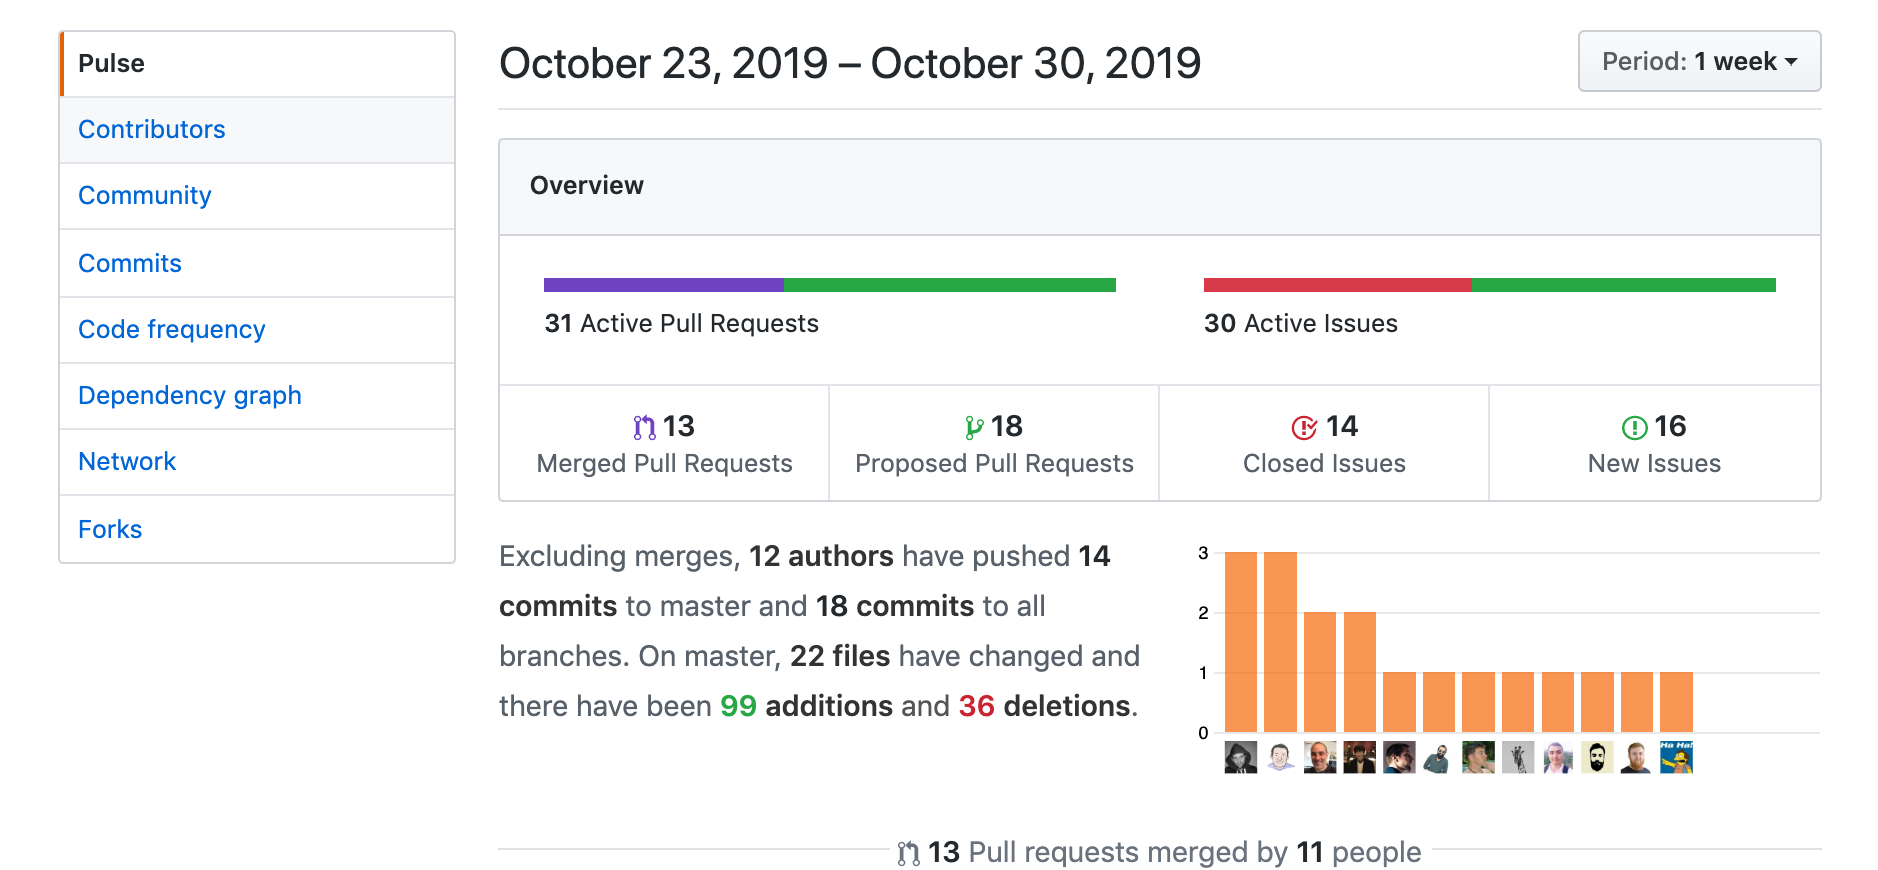 Pulse
Contributors
Community
Commits
Code frequency
Dependency graph
Network
Forks
October 23, 2019 – October 30, 2019
Period: 1 week
Overview
31 Active Pull Requests
30 Active Issues
13
Merged Pull Requests
18
Proposed Pull Requests
14
Closed Issues
16
New Issues
Excluding merges, 12 authors have pushed 14
commits to master and 18 commits to all
branches. On master, 22 files have changed and
there have been 99 additions and 36 deletions.
3
2
1
0
Ha Ha!
13 Pull requests merged by 11 people